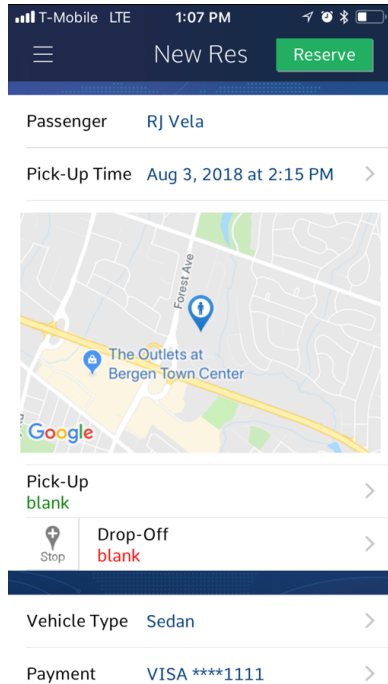 T-Mobile LTE 1:07 PM
New Res Reserve
Passenger RJ Vela
Pick-Up Time Aug 3, 2018 at 2:15 PM
Forest Ave
The Outlets at
Bergen Town Center
Google
Pick-Up
blank
Drop-Off
Stop blank
Vehicle Type Sedan
Payment VISA ****1111